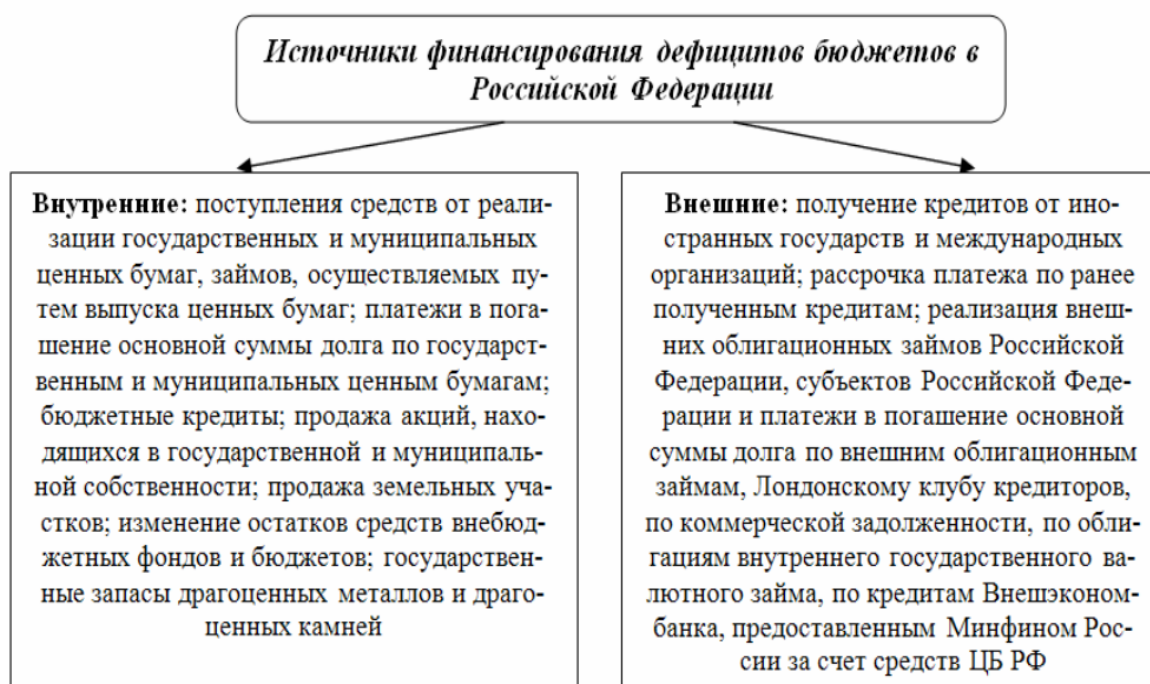 Источники финансирования дефицитов бюджетов в
Российской Федерации
Внутренние: поступления средств от реали-
зации государственных и муниципальных
ценных бумаг, займов, осуществляемых пу-
тем выпуска ценных бумаг; платежи в пога-
шение основной суммы долга по государст-
венным и муниципальных ценным бумагам;
бюджетные кредиты; продажа акций, нахо-
дящихся в государственной и муниципаль-
ной собственности; продажа земельных уча-
стков; изменение остатков средств внебюд-
жетных фондов и бюджетов; государствен-
ные запасы драгоценных металлов и драго-
ценных камней
Внешние: получение кредитов от ино-
странных государств и международных
организаций; рассрочка платежа по ранее
полученным кредитам; реализация внеш-
них облигационных займов Российской
Федерации, субъектов Российской Феде-
рации и платежи в погашение основной
суммы долга по внешним облигационным
займам, Лондонскому клубу кредиторов,
по коммерческой задолженности, по обли-
гациям внутреннего государственного ва-
лютного займа, по кредитам Внешэконом-
банка, предоставленным Минфином Рос-
сии за счет средств ЦБ РФ